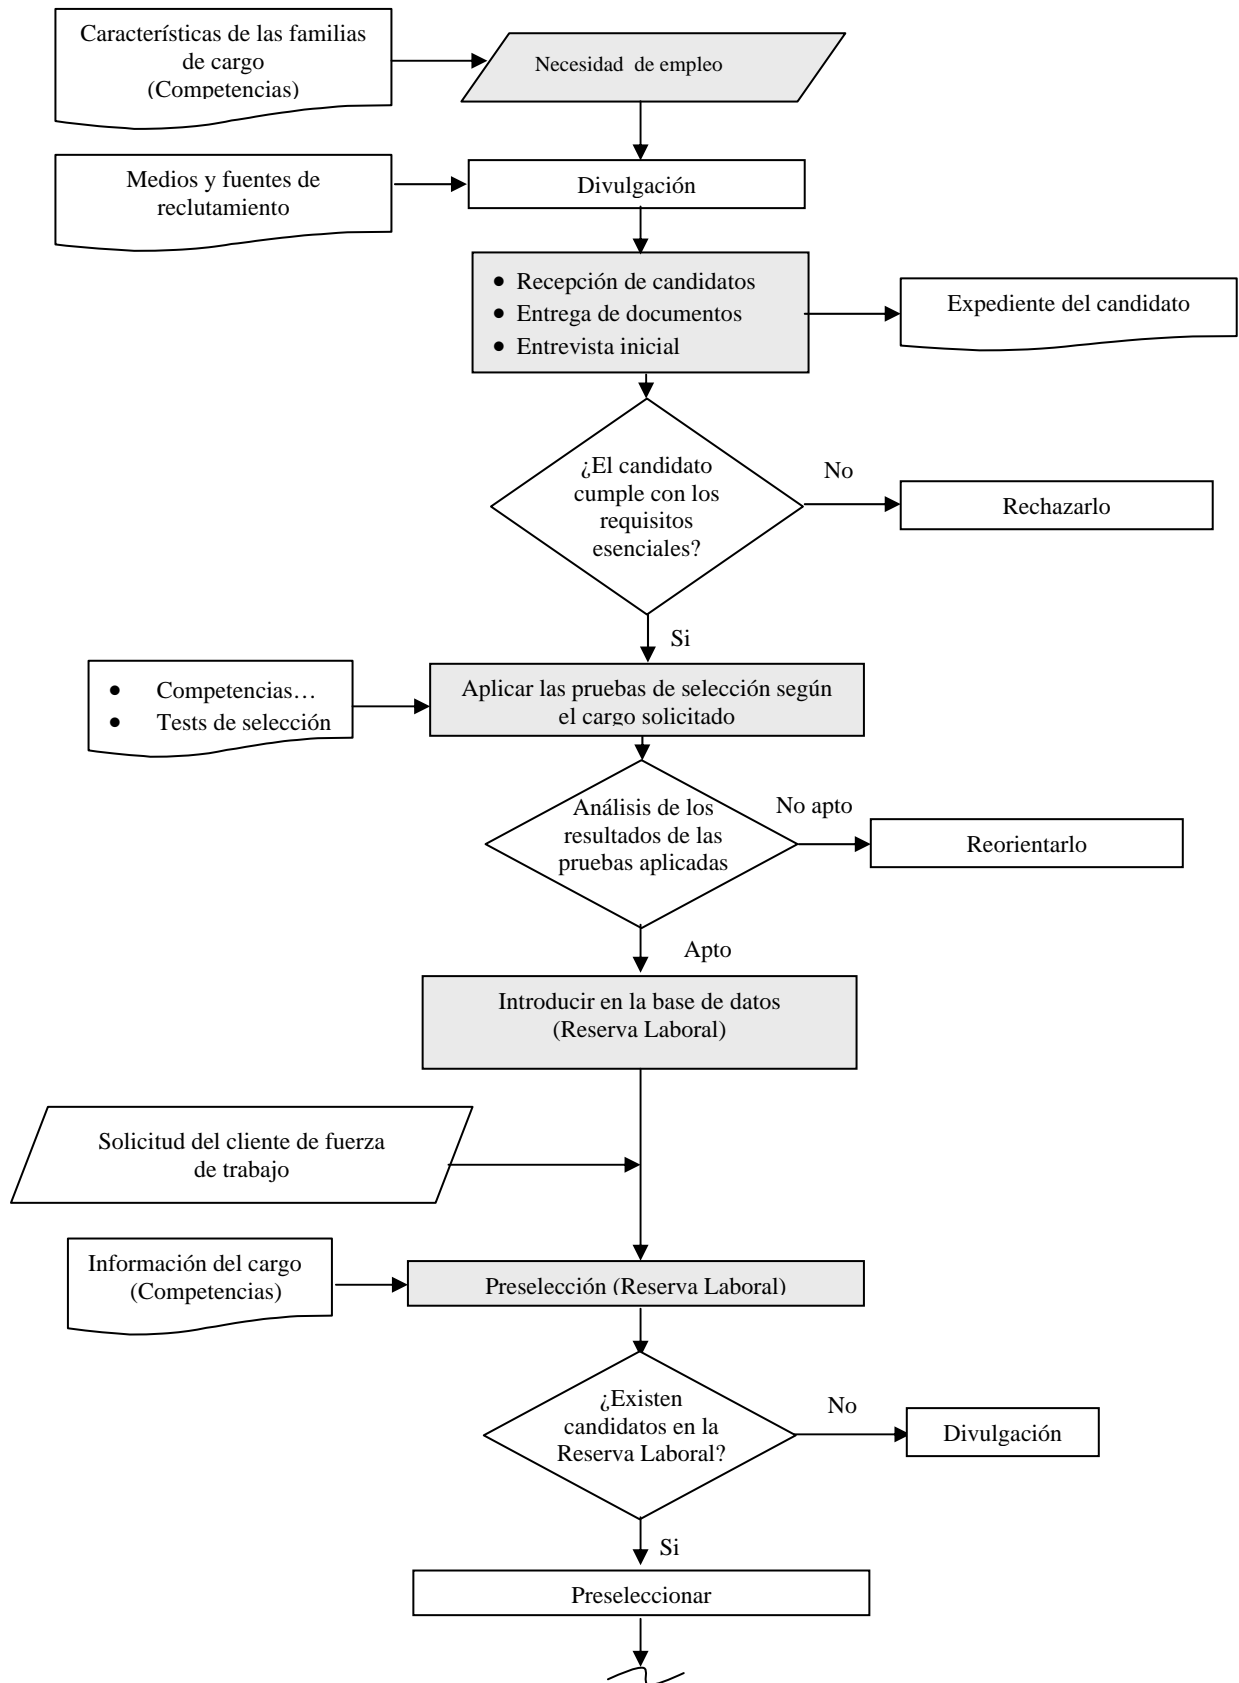 Características de las familias
de cargo
(Competencias)
Necesidad de empleo
Medios y fuentes de
reclutamiento
Divulgación
• Recepción de candidatos
• Entrega de documentos
• Entrevista inicial
Expediente del candidato
¿El candidato
cumple con los
requisitos
esenciales?
No
Rechazarlo
Si
• Competencias…
• Tests de selección
Aplicar las pruebas de selección según
el cargo solicitado
Análisis de los
resultados de las
pruebas aplicadas
No apto
Reorientarlo
Apto
Introducir en la base de datos
(Reserva Laboral)
Solicitud del cliente de fuerza
de trabajo
Información del cargo
(Competencias)
Preselección (Reserva Laboral)
¿Existen
candidatos en la
Reserva Laboral?
No
Divulgación
Si
Preseleccionar